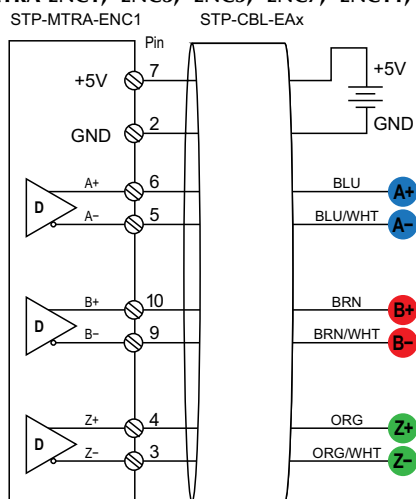 STP-MTRA-ENC1 STP-CBL-EAx
Pin
+5V 7 +5V
GND 2 GND
A+ 6 BLU A+
D
A− 5 BLU/WHT A−
B+ 10 BRN B+
D
B− 9 BRN/WHT B−
Z+ 4 ORG Z+
D
Z− 3 ORG/WHT Z−